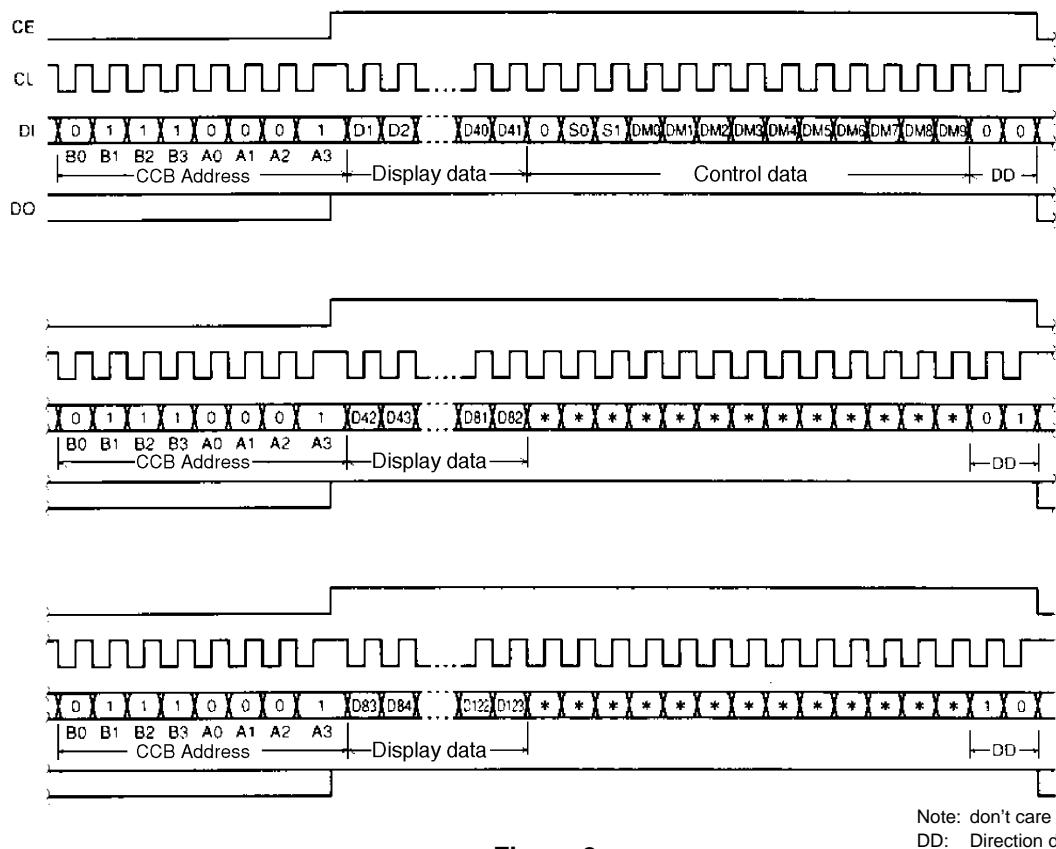 CE
CL
DI 0 1 1 1 0 0 0 1 D1 D2 D40 D41 0 S0 S1 DM0 DM1 DM2 DM3 DM4 DM5 DM6 DM7 DM8 DM9 0 0
B0 B1 B2 B3 A0 A1 A2 A3
CCB Address Display data Control data DD
DO
0 1 1 1 0 0 0 1 D42 D43 D81 D82 * * * * * * * * * * * * * 0 1
B0 B1 B2 B3 A0 A1 A2 A3
CCB Address Display data DD
0 1 1 1 0 0 0 1 D83 D84 D122 D123 * * * * * * * * * * * * * 1 0
B0 B1 B2 B3 A0 A1 A2 A3
CCB Address Display data DD
Note: don't care
DD: Direction d